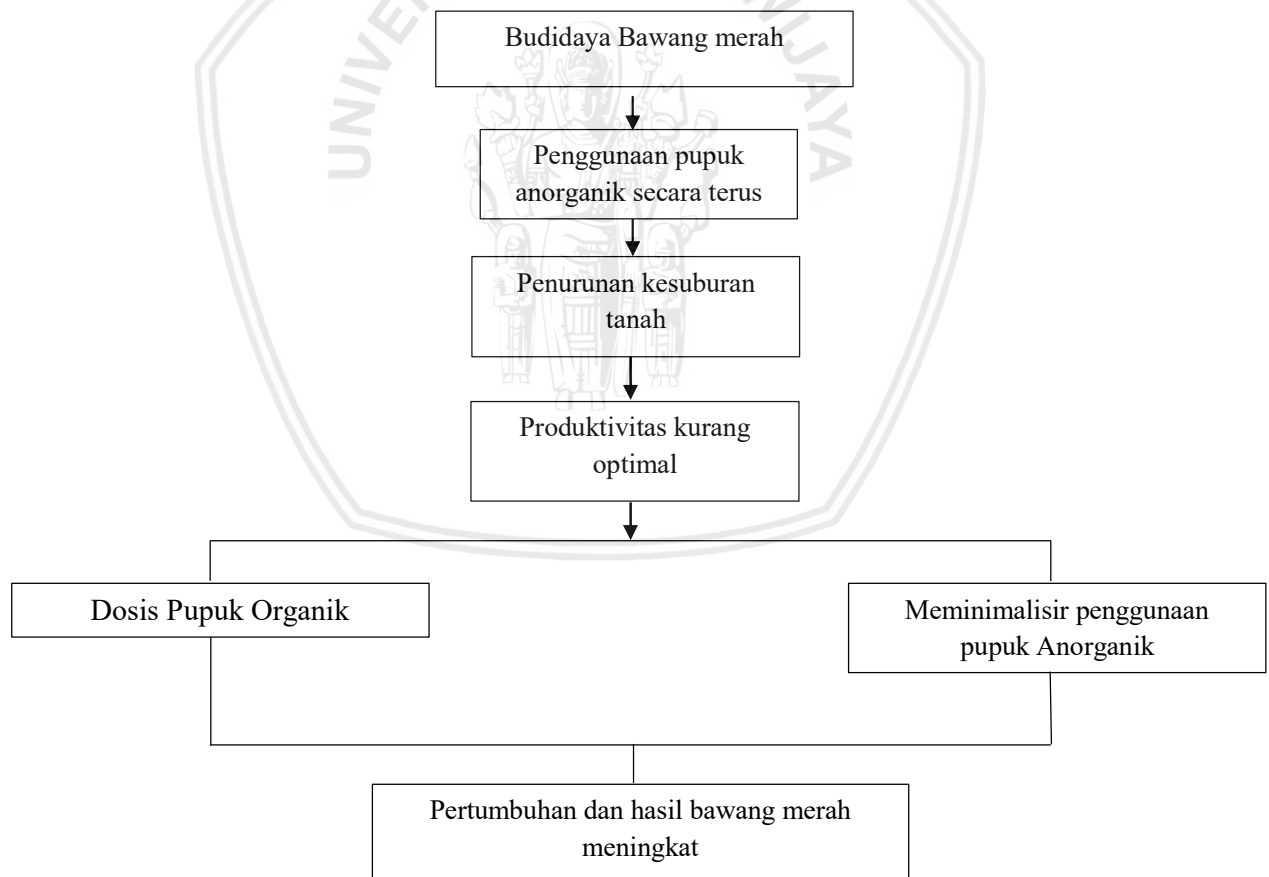 Budidaya Bawang merah
Penggunaan pupuk
anorganik secara terus
Penurunan kesuburan
tanah
Produktivitas kurang
optimal
Dosis Pupuk Organik
Meminimalisir penggunaan
pupuk Anorganik
Pertumbuhan dan hasil bawang merah
meningkat